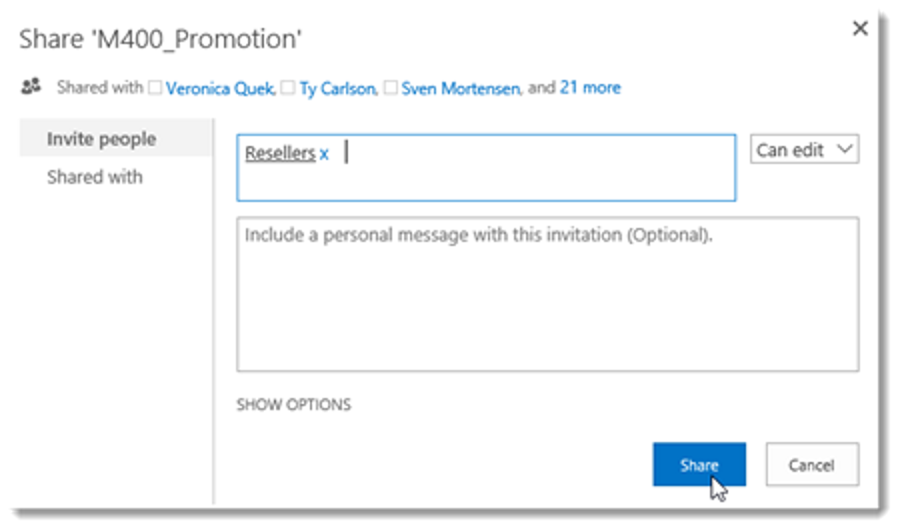 Share 'M400_Promotion'
Shared with Veronica Quek, Ty Carlson, Sven Mortensen, and 21 more
Invite people
Shared with
Resellers x
Can edit
Include a personal message with this invitation (Optional).
SHOW OPTIONS
Share
Cancel